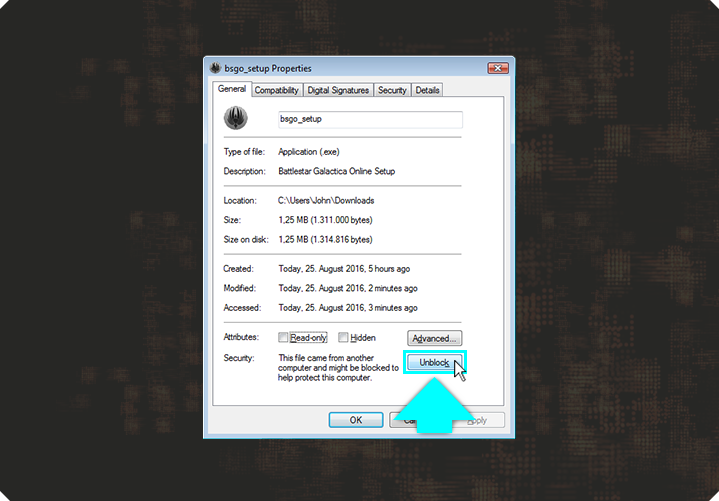 bsgo_setup Properties
General Compatibility Digital Signatures Security Details
bsgo_setup
Type of file: Application (.exe)
Description: Battlestar Galactica Online Setup
Location: C:\Users\John\Downloads
Size: 1,25 MB (1.311.000 bytes)
Size on disk: 1,25 MB (1.314.816 bytes)
Created: Today, 25. August 2016, 5 hours ago
Modified: Today, 25. August 2016, 2 minutes ago
Accessed: Today, 25. August 2016, 3 minutes ago
Attributes: Read-only Hidden Advanced...
Security: This file came from another
computer and might be blocked to
help protect this computer.
Unblock
OK Apply